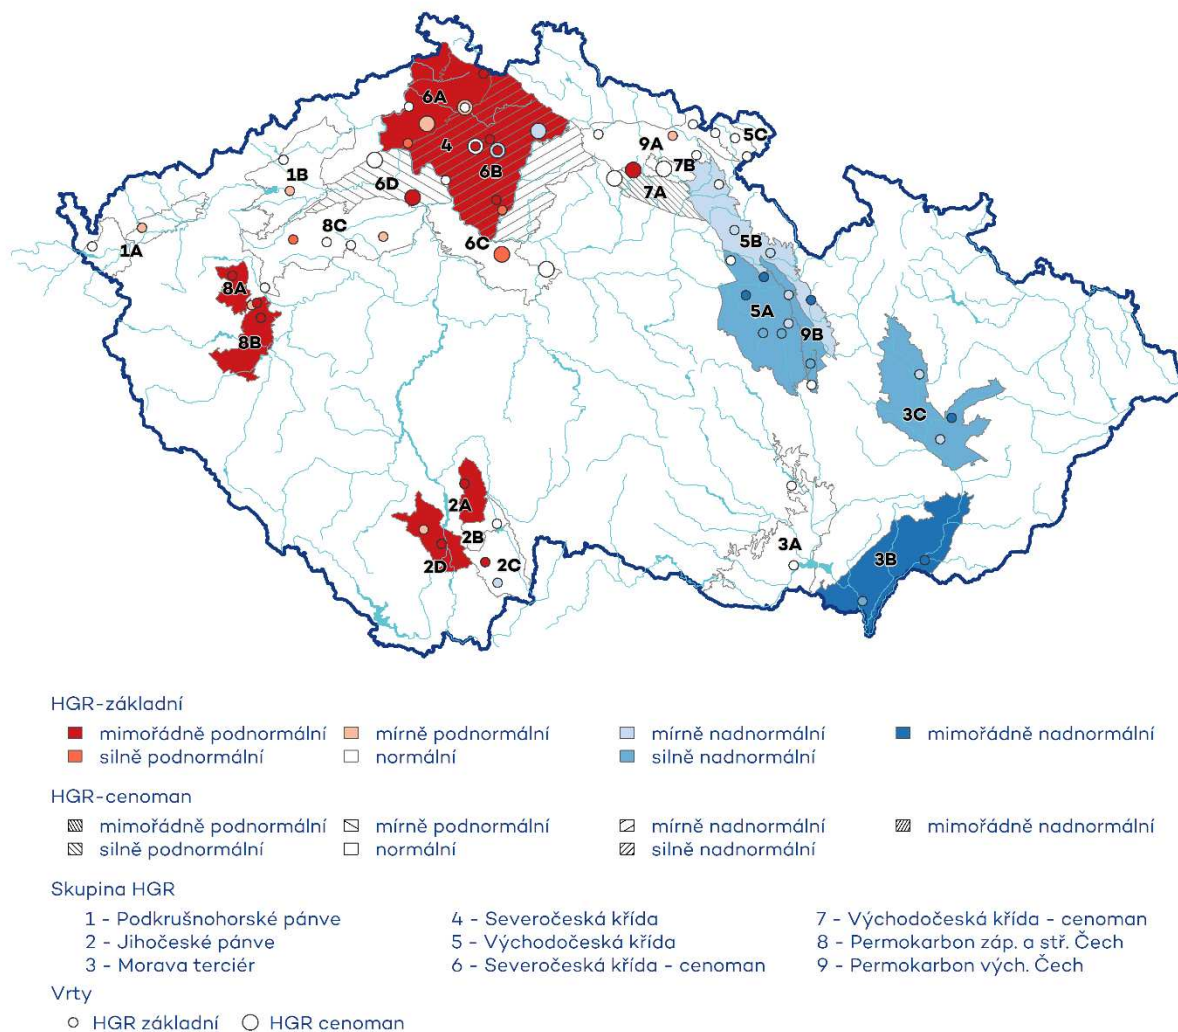 6A
4
6B
9A
5C
7B
1B
6D
7A
8C
1A
6C
5B
8A
5A
8B
9B
3C
2A
2B
3A
2D
2C
3B
HGR-základní
mimořádně podnormální
mírně podnormální
mírně nadnormální
mimořádně nadnormální
silně podnormální
normální
silně nadnormální
HGR-cenoman
mimořádně podnormální
mírně podnormální
mírně nadnormální
mimořádně nadnormální
silně podnormální
normální
silně nadnormální
Skupina HGR
1 - Podkrušnohorské pánve
4 - Severočeská křída
7 - Východočeská křída - cenoman
2 - Jihočeské pánve
5 - Východočeská křída
8 - Permokarbon záp. a stř. Čech
3 - Morava terciér
6 - Severočeská křída - cenoman
9 - Permokarbon vých. Čech
Vrty
HGR základní
HGR cenoman